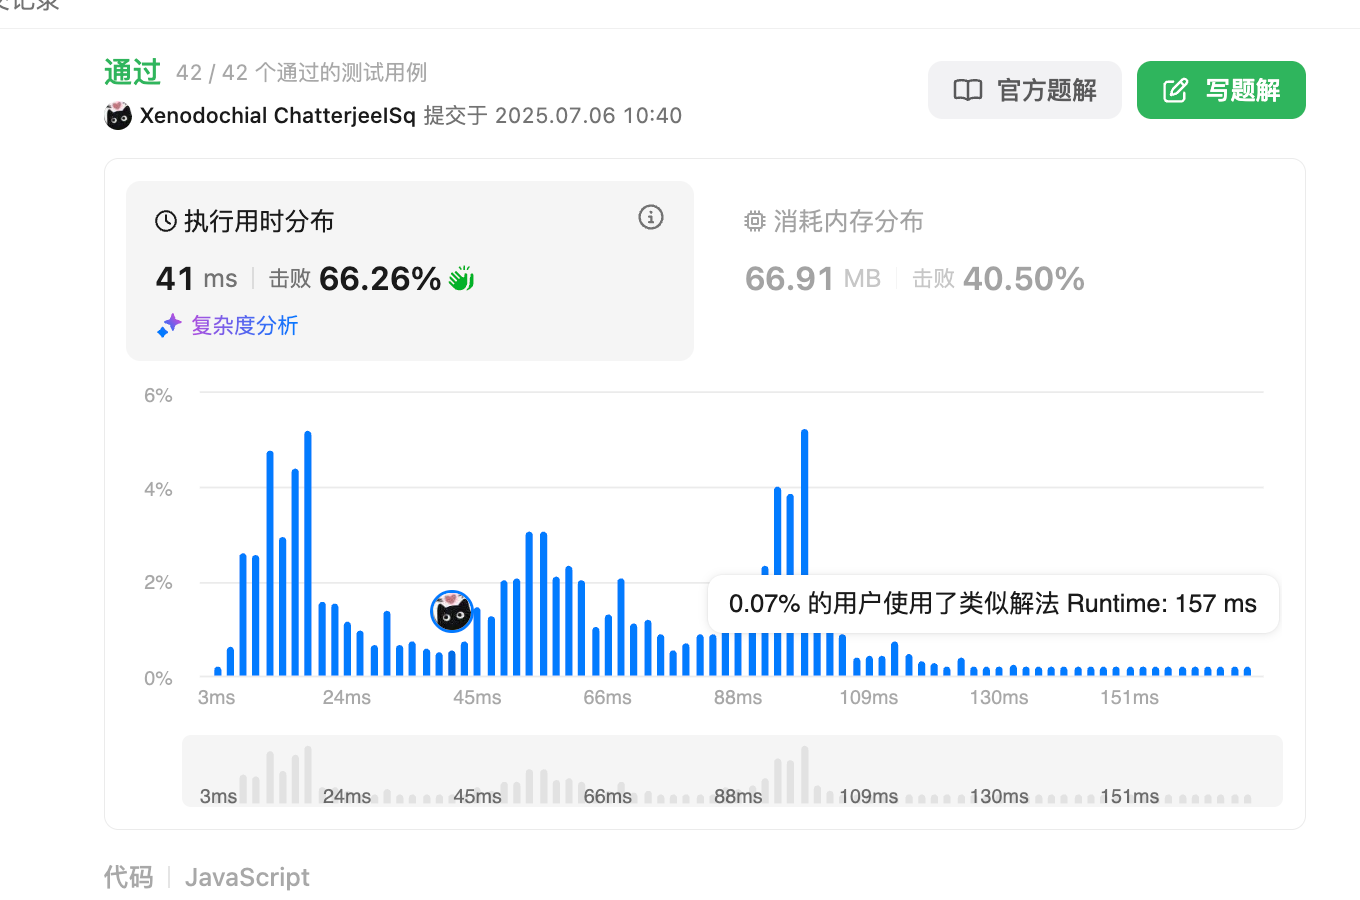 交记录
通过 42 / 42 个通过的测试用例
Xenodochial ChatterjeeISq 提交于 2025.07.06 10:40
官方题解
写题解
执行用时分布
41 ms 击败 66.26%
复杂度分析
消耗内存分布
66.91 MB 击败 40.50%
6%
4%
2%
0%
0.07% 的用户使用了类似解法 Runtime: 157 ms
3ms 24ms 45ms 66ms 88ms 109ms 130ms 151ms
3ms 24ms 45ms 66ms 88ms 109ms 130ms 151ms
代码 JavaScript